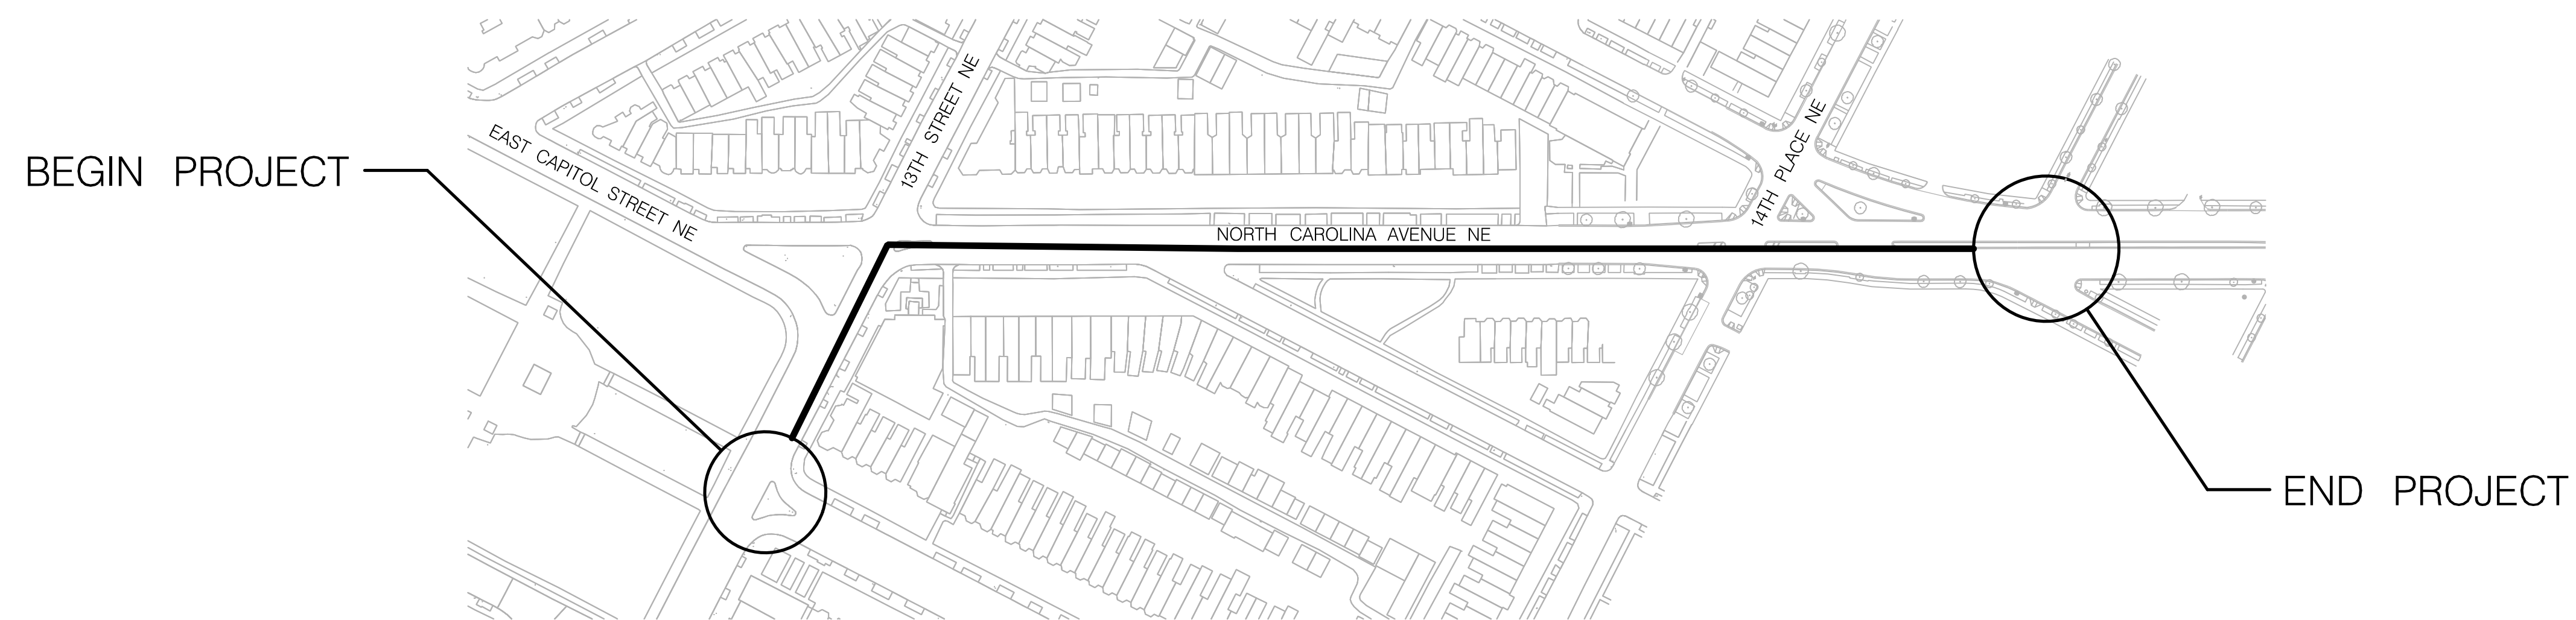 BEGIN PROJECT
EAST CAPITOL STREET NE
13TH STREET NE
NORTH CAROLINA AVENUE NE
14TH PLACE NE
END PROJECT